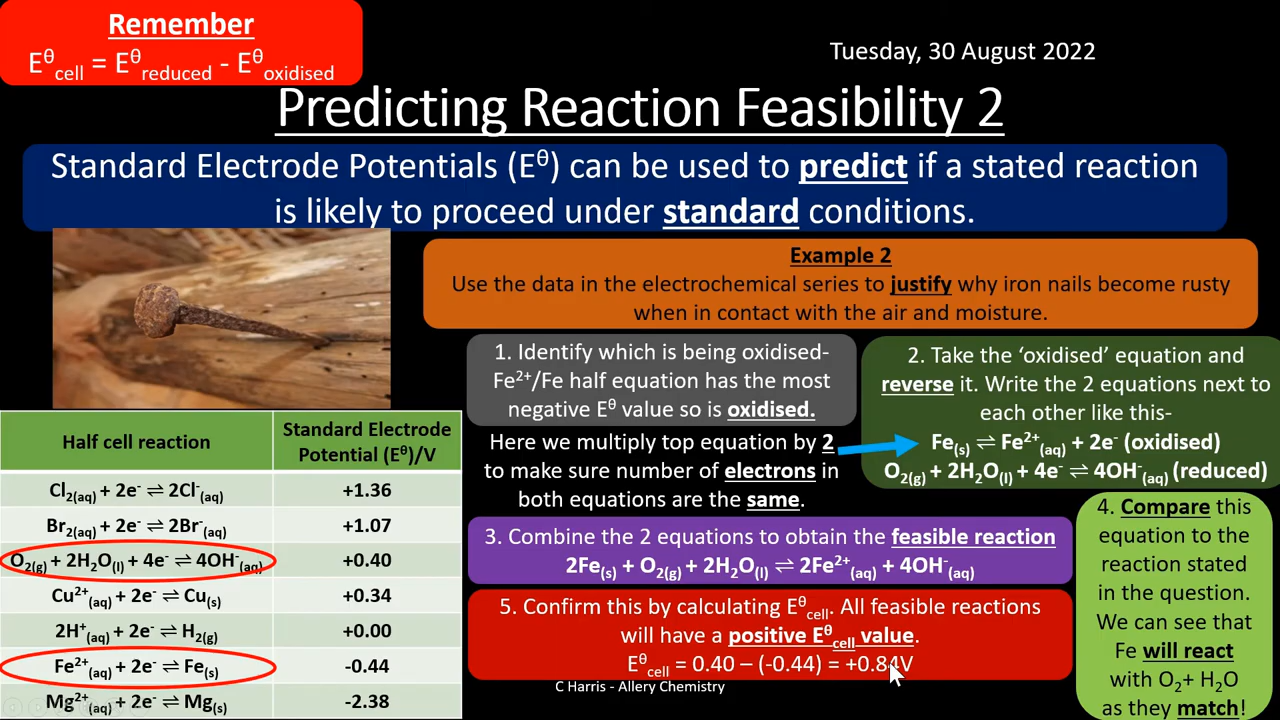 Remember
E^θ_cell = E^θ_reduced - E^θ_oxidised
Tuesday, 30 August 2022
Predicting Reaction Feasibility 2
Standard Electrode Potentials (E^θ) can be used to predict if a stated reaction
is likely to proceed under standard conditions.
Example 2
Use the data in the electrochemical series to justify why iron nails become rusty
when in contact with the air and moisture.
1. Identify which is being oxidised-
Fe²⁺/Fe half equation has the most
negative E^θ value so is oxidised.
Here we multiply top equation by 2
to make sure number of electrons in
both equations are the same.
2. Take the ‘oxidised’ equation and
reverse it. Write the 2 equations next to
each other like this-
Fe₍s₎ ⇌ Fe²⁺₍aq₎ + 2e⁻ (oxidised)
O₂(g) + 2H₂O(l) + 4e⁻ ⇌ 4OH⁻(aq) (reduced)
3. Combine the 2 equations to obtain the feasible reaction
2Fe(s) + O₂(g) + 2H₂O(l) ⇌ 2Fe²⁺(aq) + 4OH⁻(aq)
4. Compare this
equation to the
reaction stated
in the question.
We can see that
Fe will react
with O₂+ H₂O
as they match!
5. Confirm this by calculating E^θ_cell. All feasible reactions
will have a positive E^θ_cell value.
E^θ_cell = 0.40 – (-0.44) = +0.84V
C Harris - Allery Chemistry
Half cell reaction
Standard Electrode
Potential (E^θ)/V
Cl₂(aq) + 2e⁻ ⇌ 2Cl⁻(aq) +1.36
Br₂(aq) + 2e⁻ ⇌ 2Br⁻(aq) +1.07
O₂(g) + 2H₂O(l) + 4e⁻ ⇌ 4OH⁻(aq) +0.40
Cu²⁺(aq) + 2e⁻ ⇌ Cu(s) +0.34
2H⁺(aq) + 2e⁻ ⇌ H₂(g) +0.00
Fe²⁺(aq) + 2e⁻ ⇌ Fe(s) -0.44
Mg²⁺(aq) + 2e⁻ ⇌ Mg(s) -2.38